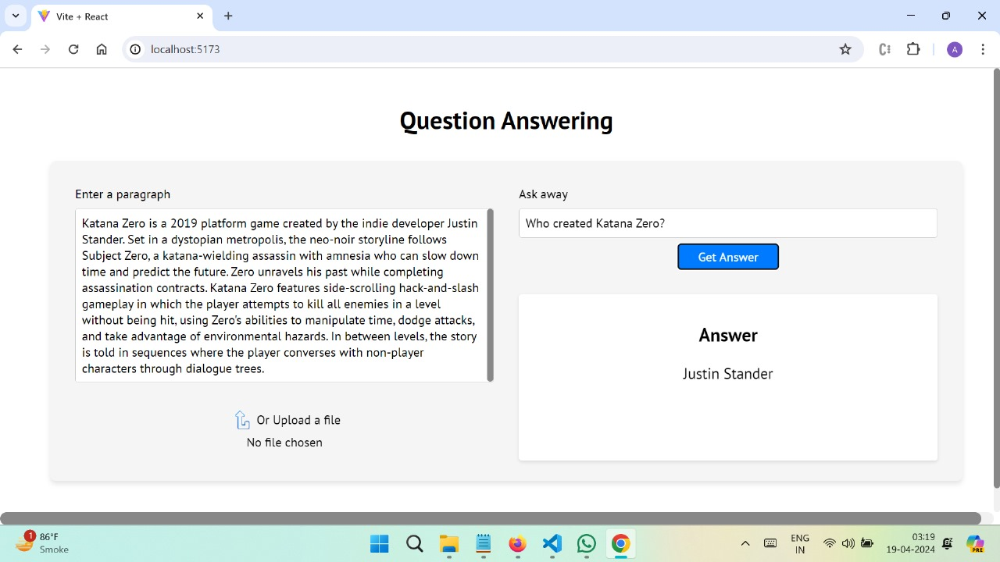 Vite + React
localhost:5173
A
Question Answering
Enter a paragraph
Katana Zero is a 2019 platform game created by the indie developer Justin
Stander. Set in a dystopian metropolis, the neo-noir storyline follows
Subject Zero, a katana-wielding assassin with amnesia who can slow down
time and predict the future. Zero unravels his past while completing
assassination contracts. Katana Zero features side-scrolling hack-and-slash
gameplay in which the player attempts to kill all enemies in a level
without being hit, using Zero's abilities to manipulate time, dodge attacks,
and take advantage of environmental hazards. In between levels, the story
is told in sequences where the player converses with non-player
characters through dialogue trees.
Or Upload a file
No file chosen
Ask away
Who created Katana Zero?
Get Answer
Answer
Justin Stander
1
86°F
Smoke
ENG
IN
03:19
19-04-2024
PRE